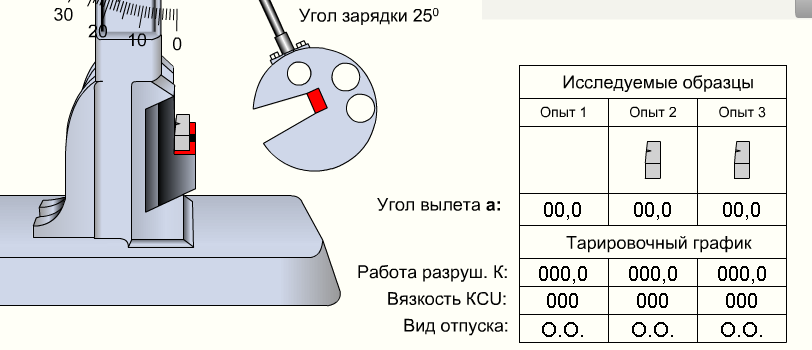 Угол зарядки 25⁰
30
20
10
0
Исследуемые образцы
Опыт 1 Опыт 2 Опыт 3
Угол вылета а: 00,0 00,0 00,0
Тарировочный график
Работа разруш. К: 000,0 000,0 000,0
Вязкость KCU: 000 000 000
Вид отпуска: О.О. О.О. О.О.